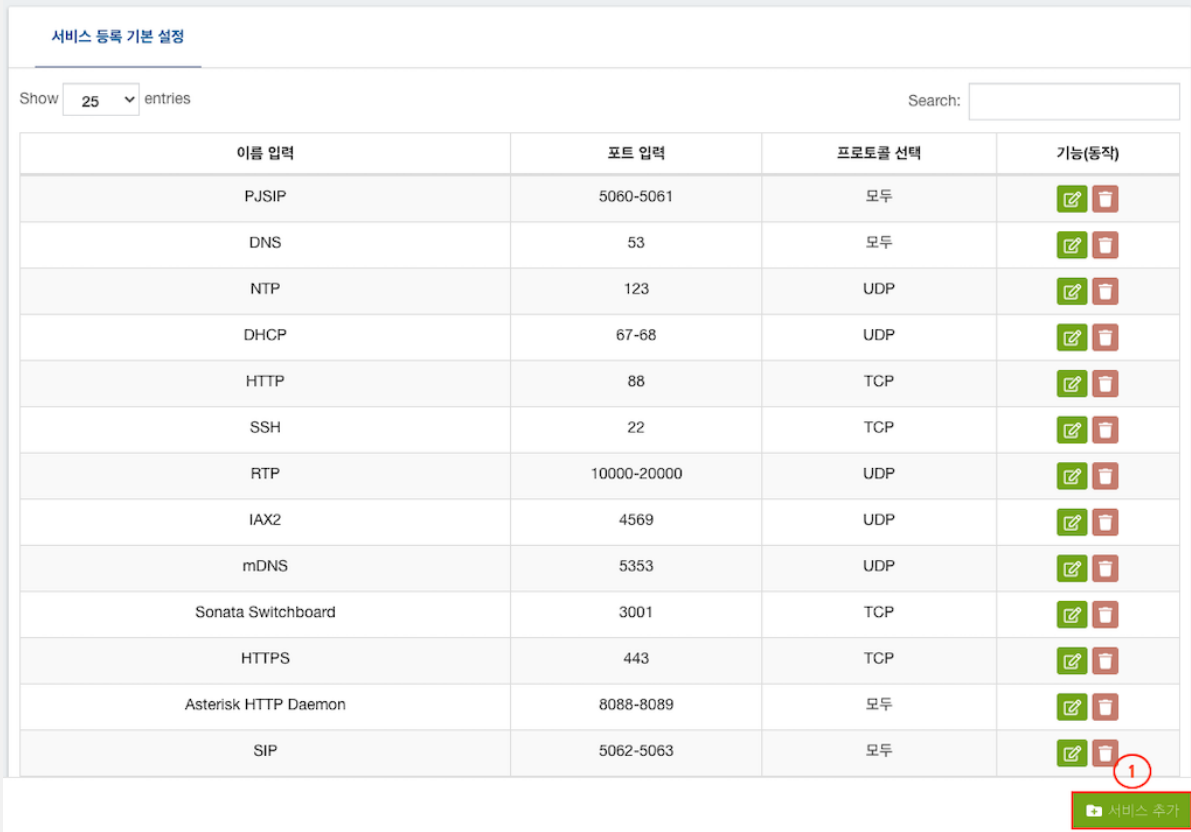 서비스 등록 기본 설정
Show 25 entries Search:
이름 입력 포트 입력 프로토콜 선택 기능(동작)
PJSIP 5060-5061 모두
DNS 53 모두
NTP 123 UDP
DHCP 67-68 UDP
HTTP 88 TCP
SSH 22 TCP
RTP 10000-20000 UDP
IAX2 4569 UDP
mDNS 5353 UDP
Sonata Switchboard 3001 TCP
HTTPS 443 TCP
Asterisk HTTP Daemon 8088-8089 모두
SIP 5062-5063 모두
1
서비스 추가